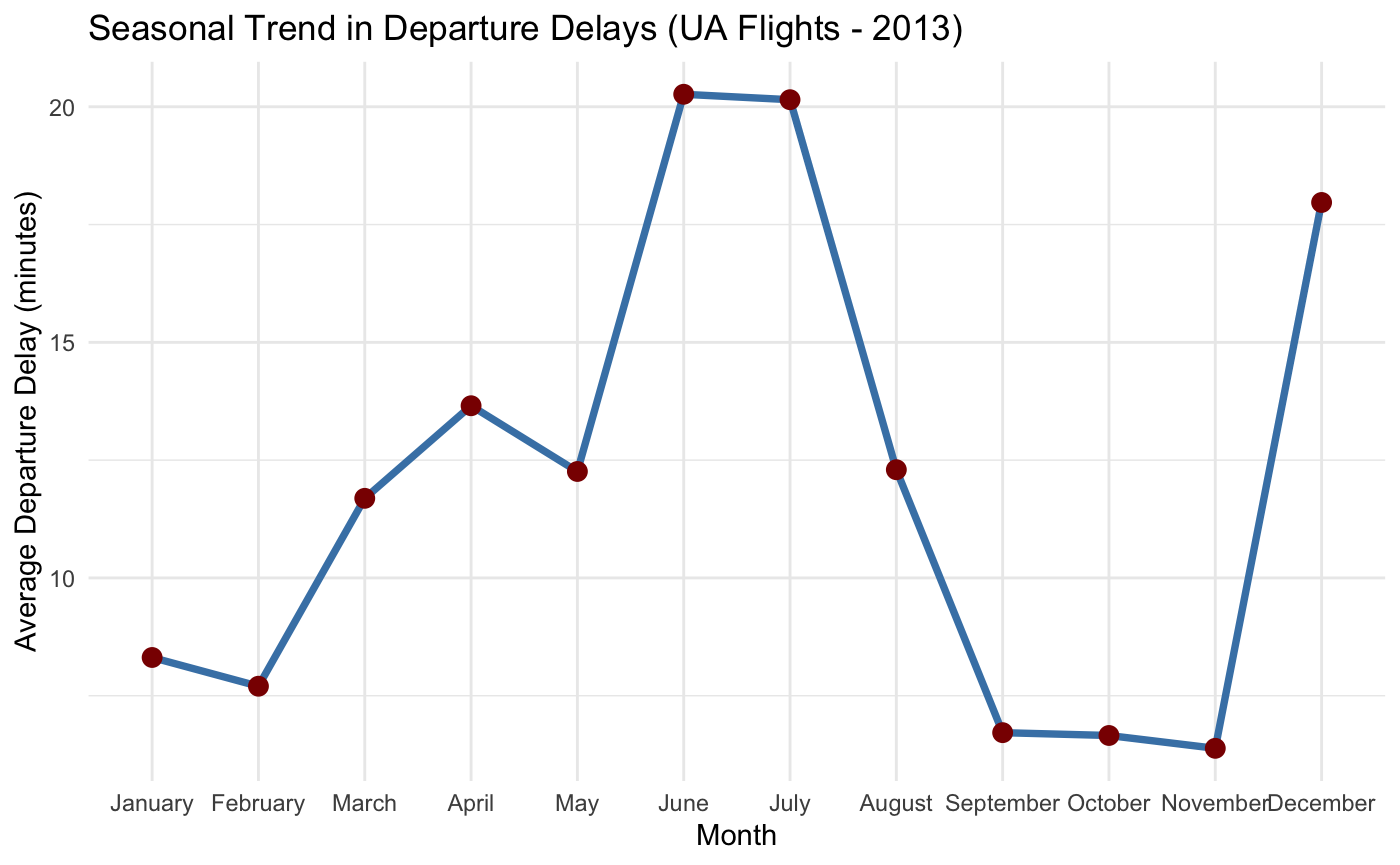 Seasonal Trend in Departure Delays (UA Flights - 2013)
Average Departure Delay (minutes)
20
15
10
January February March April May June July August September October November December
Month